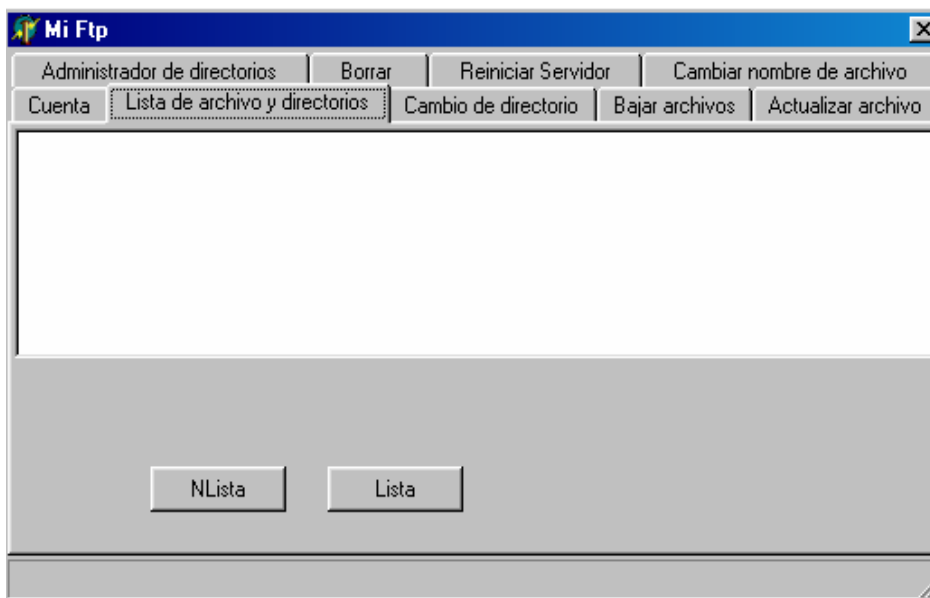 Mi Ftp
Administrador de directorios Borrar Reiniciar Servidor Cambiar nombre de archivo
Cuenta Lista de archivo y directorios Cambio de directorio Bajar archivos Actualizar archivo
NLista Lista